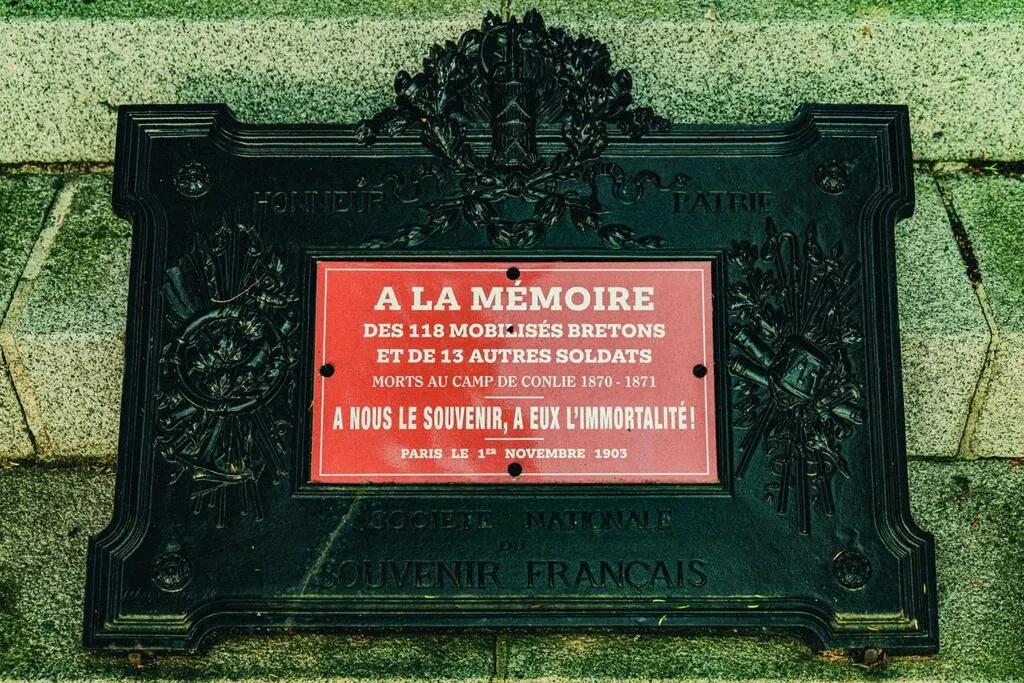 HONNEUR PATRIE
A LA MÉMOIRE
DES 118 MOBILISÉS BRETONS
ET DE 13 AUTRES SOLDATS
MORTS AU CAMP DE CONLIE 1870 - 1871
A NOUS LE SOUVENIR, A EUX L'IMMORTALITÉ!
PARIS LE 1ER NOVEMBRE 1903
SOCIETE NATIONALE
DU
SOUVENIR FRANÇAIS